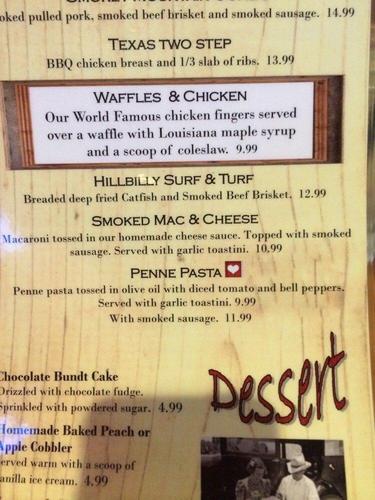 oked pulled pork, smoked beef brisket and smoked sausage. 14.99
TEXAS TWO STEP
BBQ chicken breast and 1/3 slab of ribs. 13.99
WAFFLES & CHICKEN
Our World Famous chicken fingers served
over a waffle with Louisiana maple syrup
and a scoop of coleslaw. 9.99
HILLBILLY SURF & TURF
Breaded deep fried Catfish and Smoked Beef Brisket. 12.99
SMOKED MAC & CHEESE
Macaroni tossed in our homemade cheese sauce. Topped with smoked
sausage. Served with garlic toastini. 10.99
PENNE PASTA
Penne pasta tossed in olive oil with diced tomato and bell peppers.
Served with garlic toastini. 9.99
With smoked sausage. 11.99
Dessert
Chocolate Bundt Cake
Drizzled with chocolate fudge.
Sprinkled with powdered sugar. 4.99
Homemade Baked Peach or
Apple Cobbler
erved warm with a scoop of
anilla ice cream. 4.99